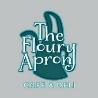 The
Floury
Apron
CAFE & DELI